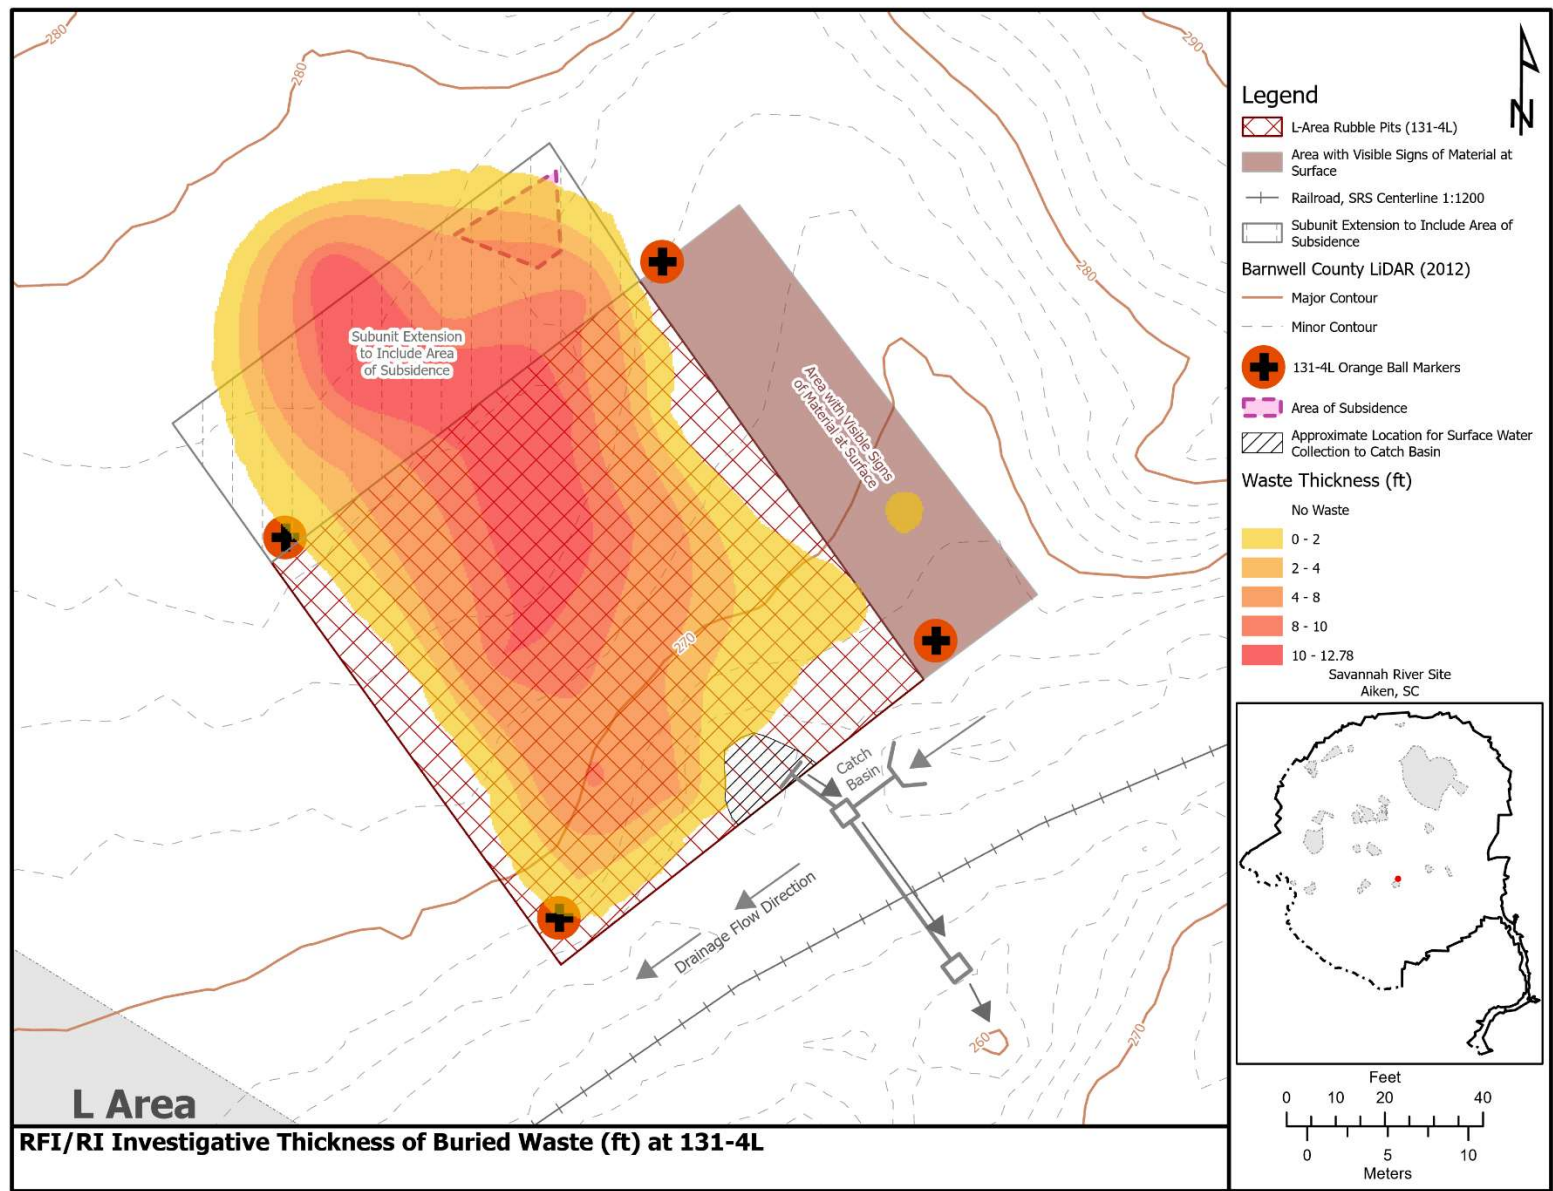 280
280
290
280
Subunit Extension
to Include Area
of Subsidence
Area with Visible Signs
of Material at Surface
270
Catch
Basin
Drainage Flow Direction
260
270
L Area
RFI/RI Investigative Thickness of Buried Waste (ft) at 131-4L
N
Legend
L-Area Rubble Pits (131-4L)
Area with Visible Signs of Material at
Surface
Railroad, SRS Centerline 1:1200
Subunit Extension to Include Area of
Subsidence
Barnwell County LiDAR (2012)
Major Contour
Minor Contour
131-4L Orange Ball Markers
Area of Subsidence
Approximate Location for Surface Water
Collection to Catch Basin
Waste Thickness (ft)
No Waste
0 - 2
2 - 4
4 - 8
8 - 10
10 - 12.78
Savannah River Site
Aiken, SC
Feet
0 10 20 40
0 5 10
Meters